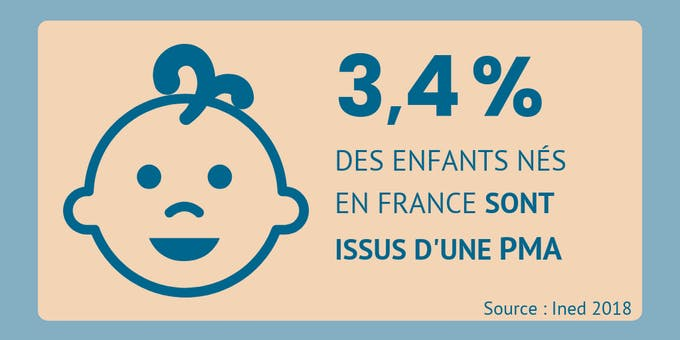 3,4 %
DES ENFANTS NÉS
EN FRANCE SONT
ISSUS D'UNE PMA
Source : Ined 2018